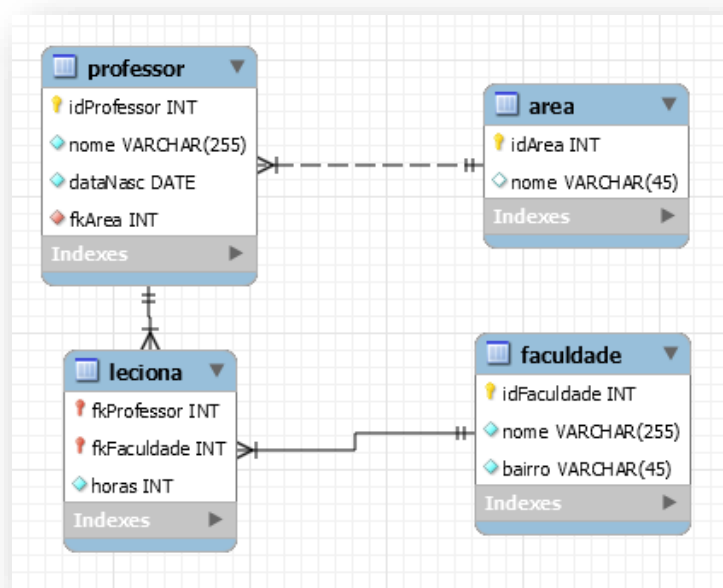 professor
idProfessor INT
nome VARCHAR(255)
dataNasc DATE
fkArea INT
Indexes
area
idArea INT
nome VARCHAR(45)
Indexes
leciona
fkProfessor INT
fkFaculdade INT
horas INT
Indexes
faculdade
idFaculdade INT
nome VARCHAR(255)
bairro VARCHAR(45)
Indexes